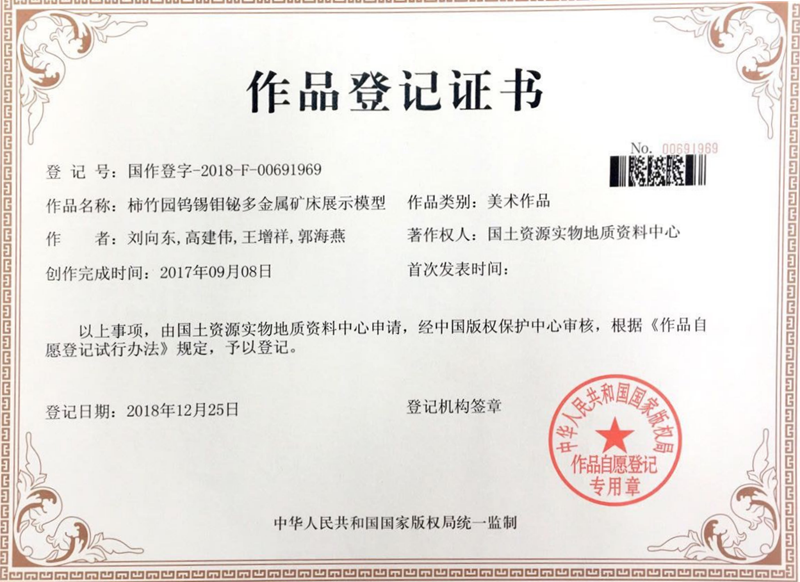 作品登记证书
No. 00691969
登 记 号：国作登字-2018-F-00691969
作品名称：柿竹园钨锡钼铋多金属矿床展示模型 作品类别：美术作品
作 者：刘向东,高建伟,王增祥,郭海燕 著作权人：国土资源实物地质资料中心
创作完成时间：2017年09月08日 首次发表时间：
以上事项，由国土资源实物地质资料中心申请，经中国版权保护中心审核，根据《作品自
愿登记试行办法》规定，予以登记。
登记日期：2018年12月25日 登记机构签章
中华人民共和国国家版权局
作品自愿登记
专用章
中华人民共和国国家版权局统一监制